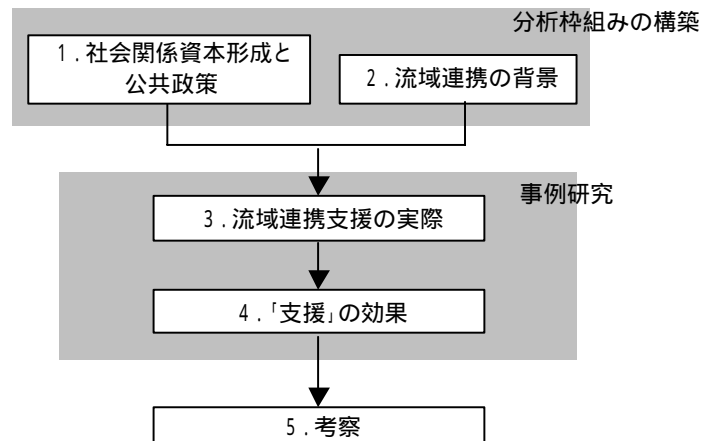 分析枠組みの構築
1.社会関係資本形成と
公共政策
2.流域連携の背景
事例研究
3.流域連携支援の実際
4.「支援」の効果
5.考察